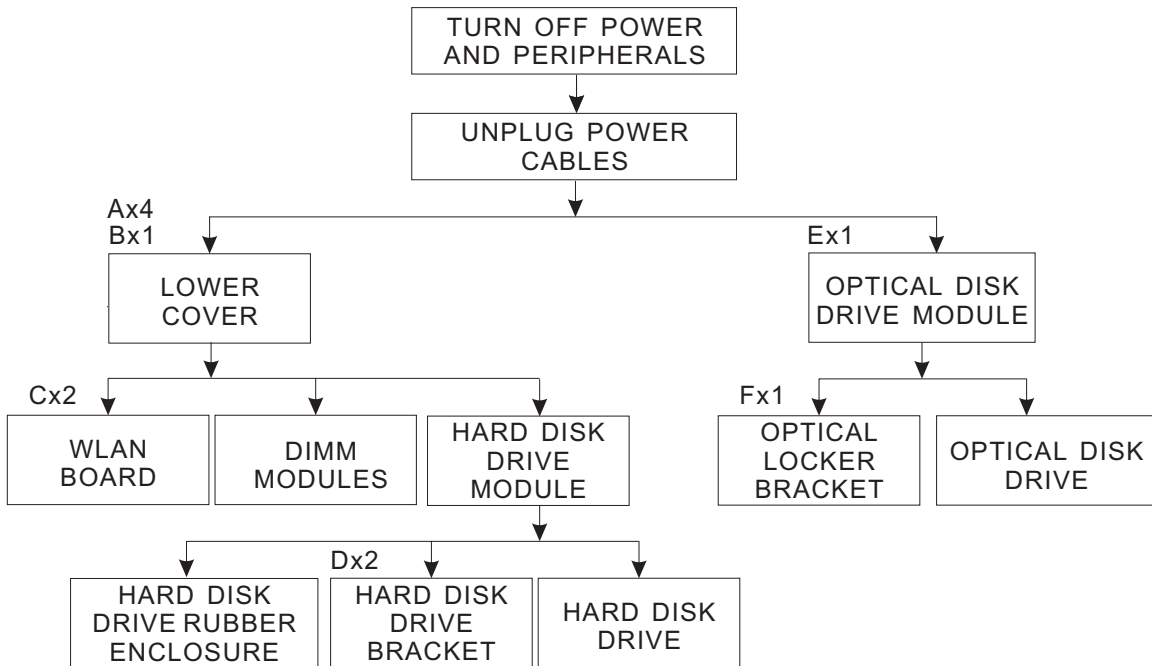 TURN OFF POWER
AND PERIPHERALS
UNPLUG POWER
CABLES
Ax4
Bx1
LOWER
COVER
Ex1
OPTICAL DISK
DRIVE MODULE
Cx2
WLAN
BOARD
DIMM
MODULES
HARD DISK
DRIVE
MODULE
Fx1
OPTICAL
LOCKER
BRACKET
OPTICAL DISK
DRIVE
HARD DISK
DRIVE RUBBER
ENCLOSURE
Dx2
HARD DISK
DRIVE
BRACKET
HARD DISK
DRIVE